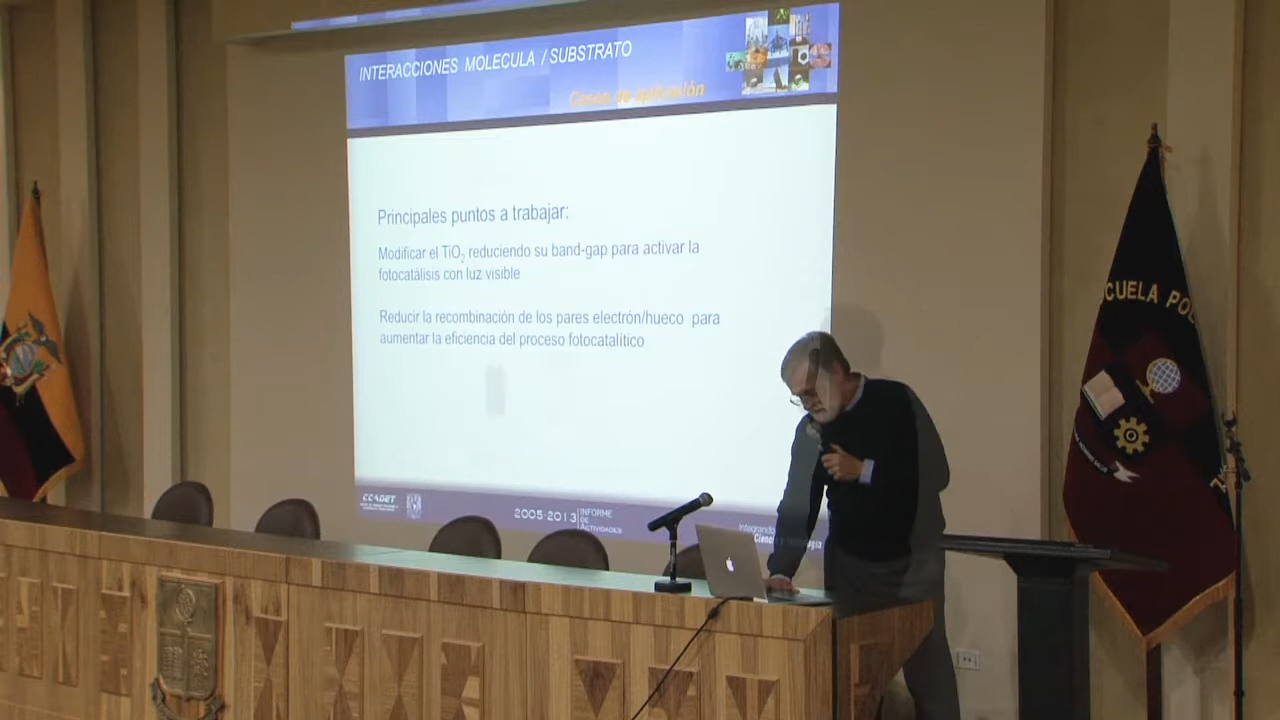 INTERACCIONES MOLECULA / SUBSTRATO
Casos de aplicación
Principales puntos a trabajar:
Modificar el TiO₂ reduciendo su band-gap para activar la
fotocatálisis con luz visible
Reducir la recombinación de los pares electrón/hueco para
aumentar la eficiencia del proceso fotocatalítico
CCADET
2005-2013
INFORME
DE
ACTIVIDADES
Integrando
Ciencia y Tecnología
CUELA POL